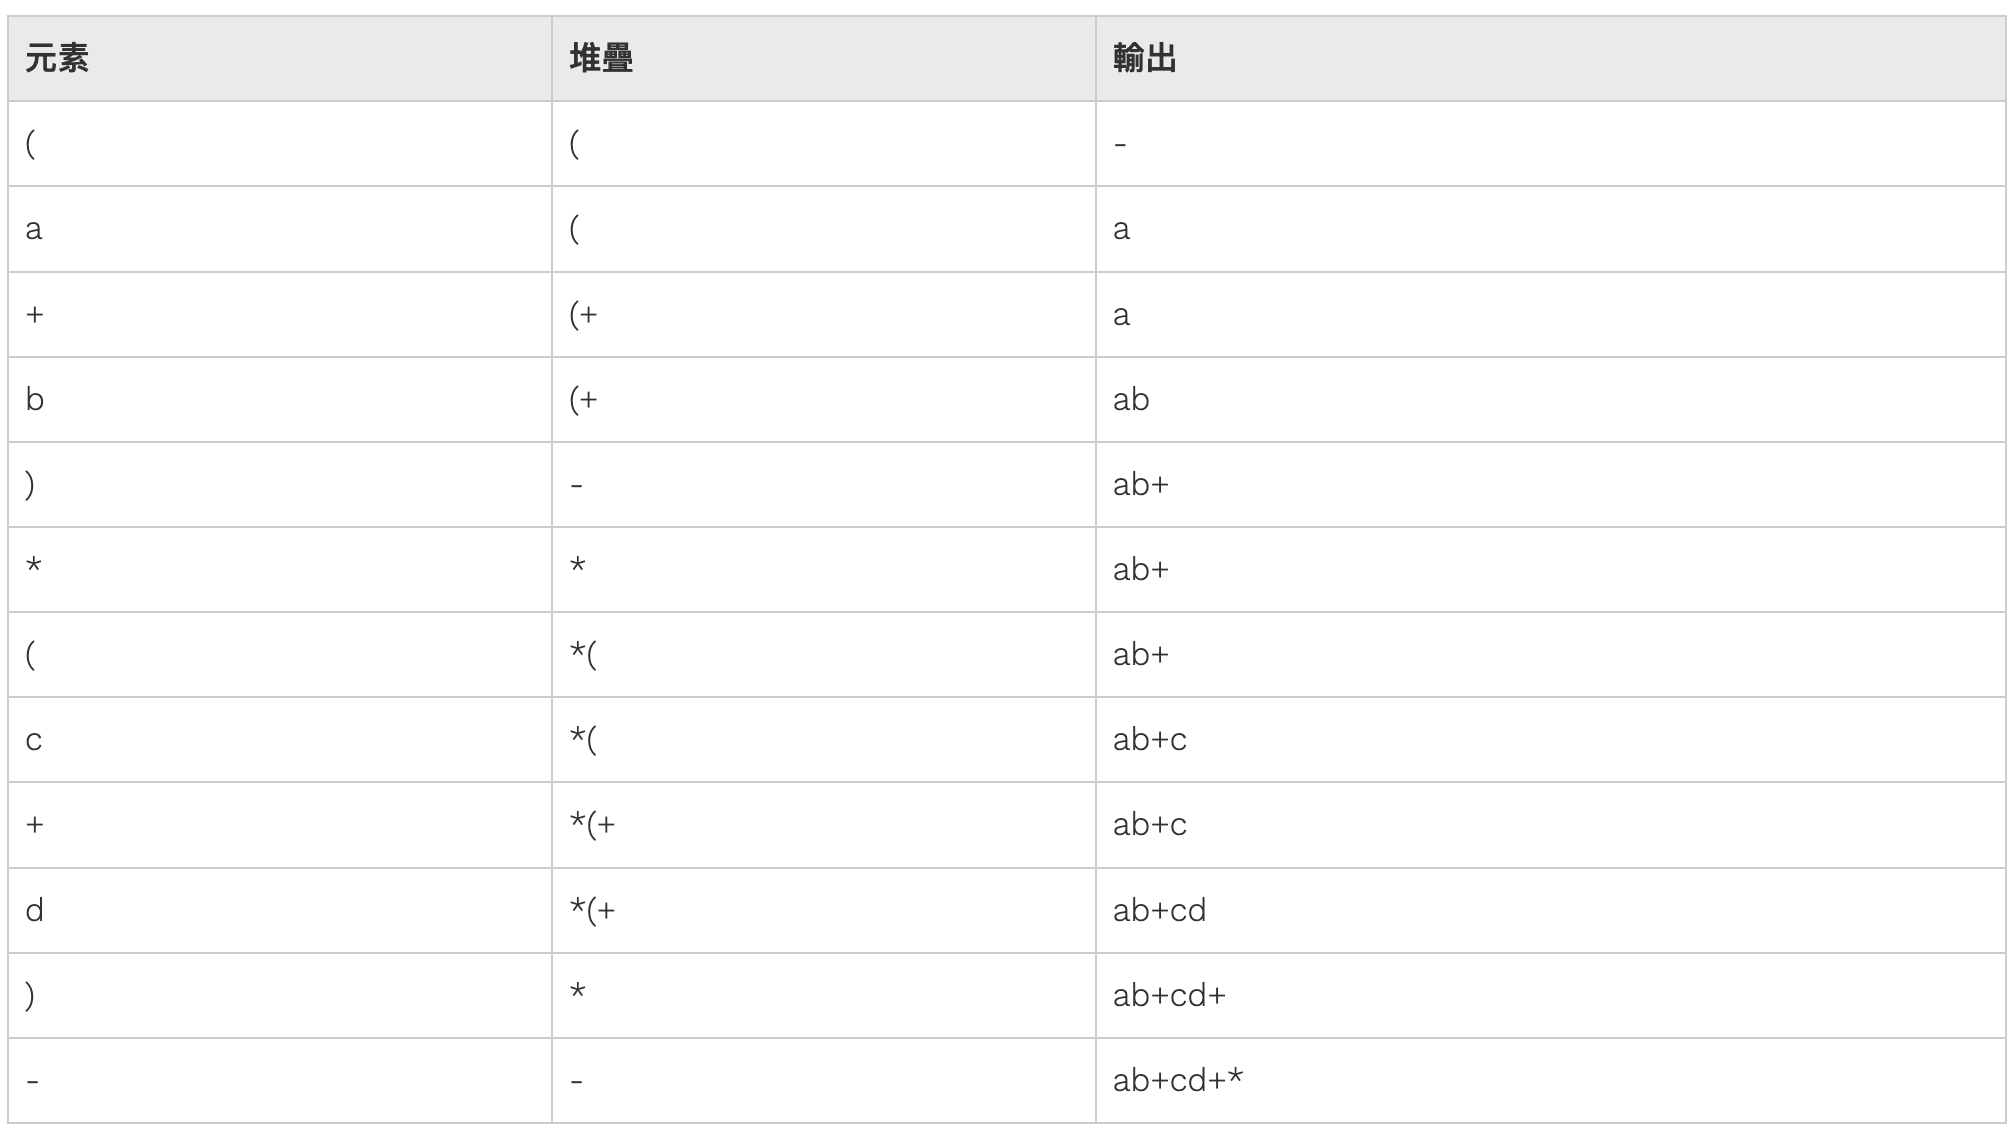 元素 堆疊 輸出
( ( -
a ( a
+ (+ a
b (+ ab
) - ab+
* * ab+
( *( ab+
c *( ab+c
+ *(+ ab+c
d *(+ ab+cd
) * ab+cd+
- - ab+cd+*